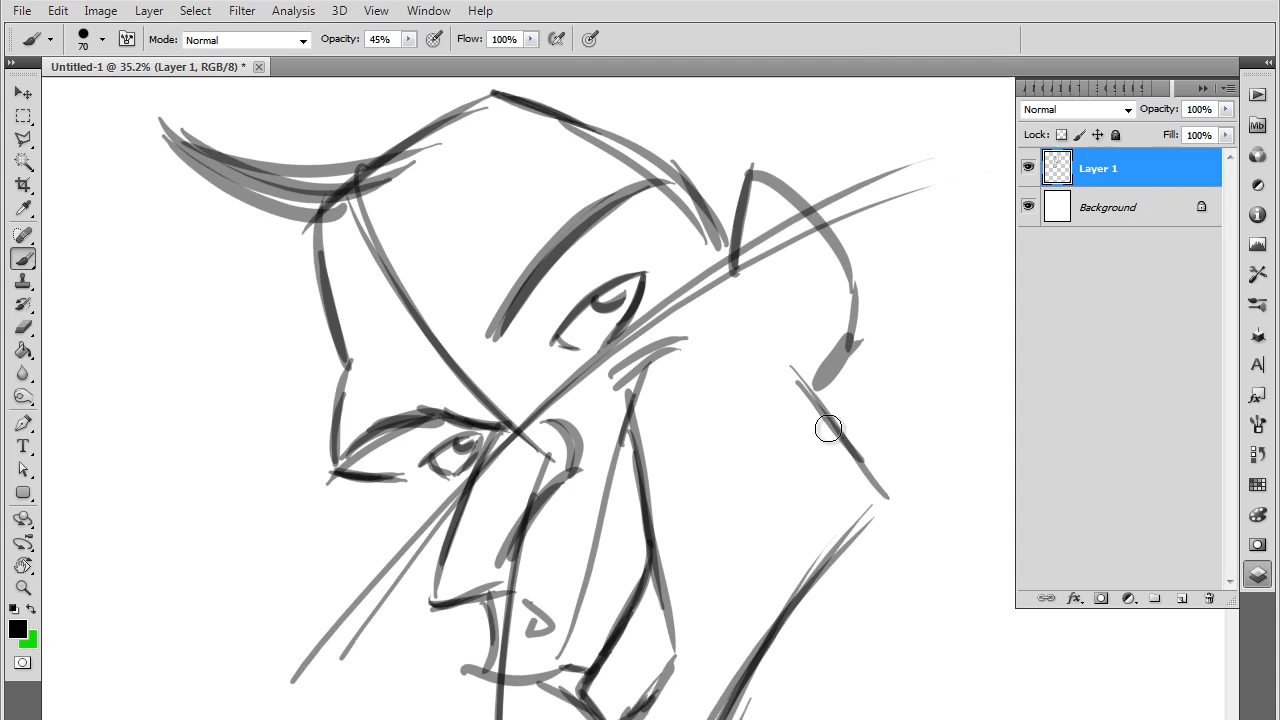 File Edit Image Layer Select Filter Analysis 3D View Window Help
70 Mode: Normal Opacity: 45% Flow: 100%
Untitled-1 @ 35.2% (Layer 1, RGB/8) *
Normal Opacity: 100%
Lock: Fill: 100%
Layer 1
Background
Mb